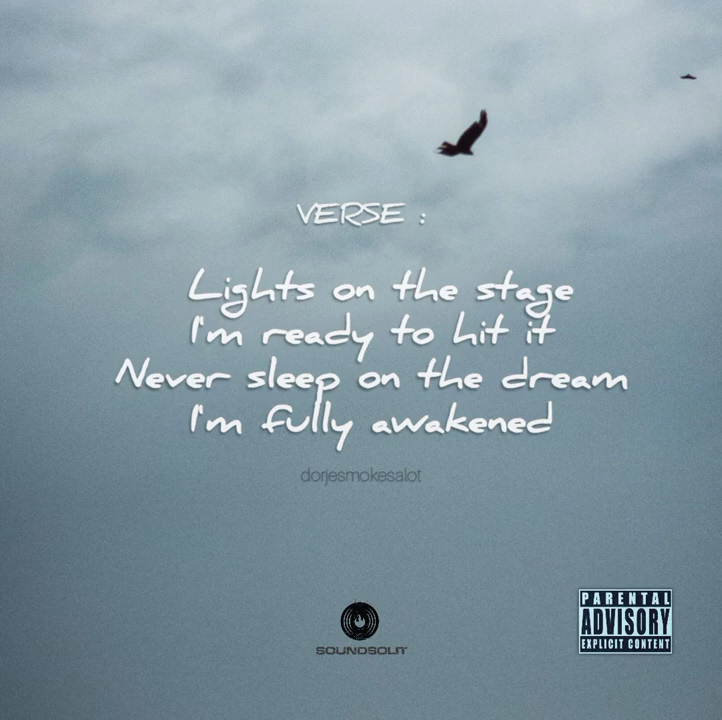 VERSE :
Lights on the stage
I'm ready to hit it
Never sleep on the dream
I'm fully awakened
dorjesmokesalot
PARENTAL
ADVISORY
EXPLICIT CONTENT